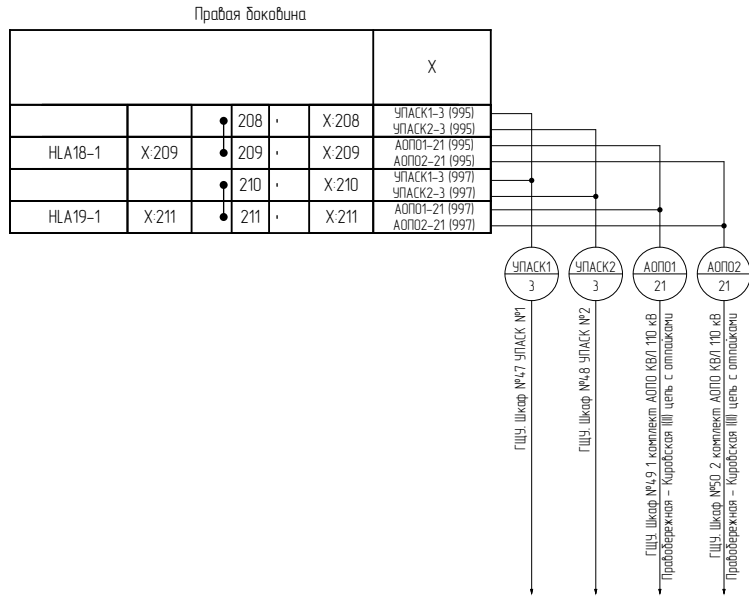 Правая боковина
X
208 X:208 УПАСК1-3 (995)
УПАСК2-3 (995)
HLA18-1 X:209 209 X:209 АОПО1-21 (995)
АОПО2-21 (995)
210 X:210 УПАСК1-3 (997)
УПАСК2-3 (997)
HLA19-1 X:211 211 X:211 АОПО1-21 (997)
АОПО2-21 (997)
УПАСК1
3
УПАСК2
3
АОПО1
21
АОПО2
21
ГЩУ. Шкаф №47 УПАСК №1
ГЩУ. Шкаф №48 УПАСК №2
ГЩУ. Шкаф №49 1 комплект АОПО КВЛ 110 кВ
Правобережная - Кировская I(II) цепь с отпайками
ГЩУ. Шкаф №50 2 комплект АОПО КВЛ 110 кВ
Правобережная - Кировская I(II) цепь с отпайками